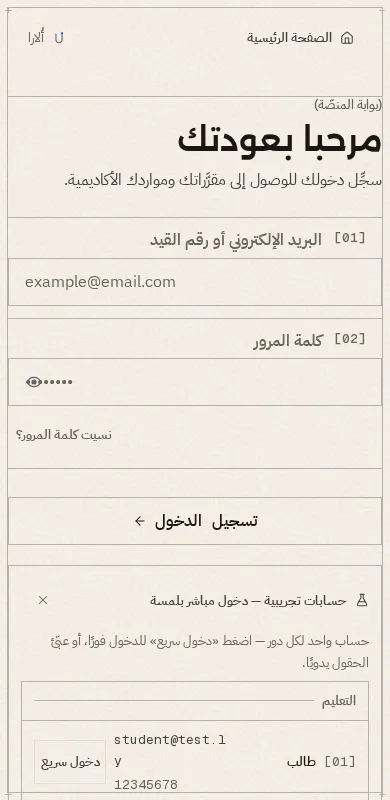 الصفحة الرئيسية
ألارا
(بوابة المنصّة)
مرحبا بعودتك
سجِّل دخولك للوصول إلى مقرَّراتك ومواردك الأكاديمية.
[01] البريد الإلكتروني أو رقم القيد
example@email.com
[02] كلمة المرور
نسيت كلمة المرور؟
تسجيل الدخول ←
حسابات تجريبية — دخول مباشر بلمسة
حساب واحد لكل دور — اضغط «دخول سريع» للدخول فورًا، أو عبّئ
الحقول يدويًا.
التعليم
[01] طالب
student@test.l
y
12345678
دخول سريع